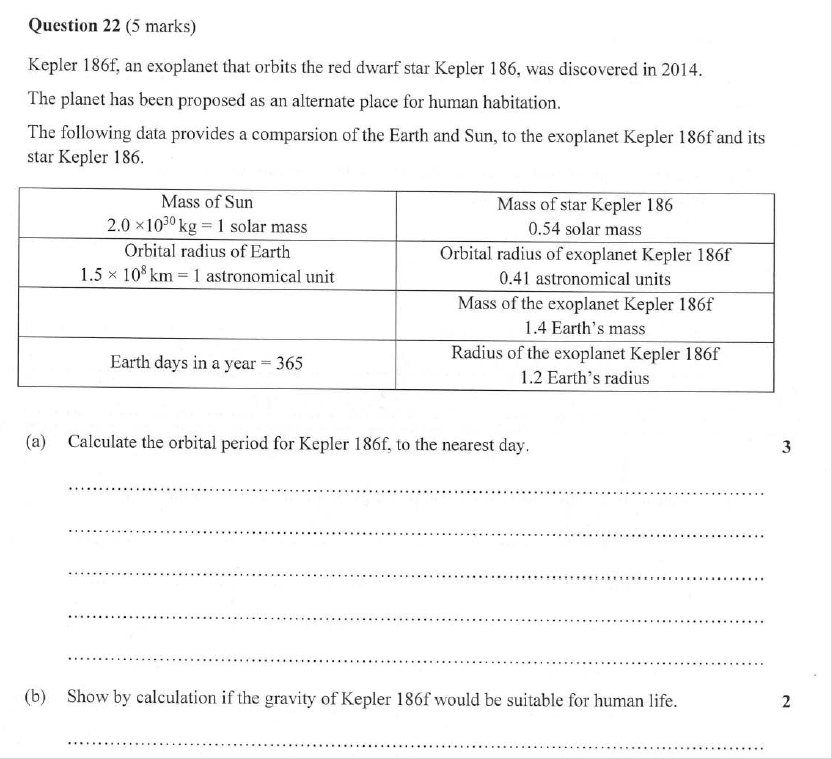 Question 22 (5 marks)
Kepler 186f, an exoplanet that orbits the red dwarf star Kepler 186, was discovered in 2014.
The planet has been proposed as an alternate place for human habitation.
The following data provides a comparsion of the Earth and Sun, to the exoplanet Kepler 186f and its
star Kepler 186.
Mass of Sun
2.0 ×10³⁰ kg = 1 solar mass
Mass of star Kepler 186
0.54 solar mass
Orbital radius of Earth
1.5 × 10⁸ km = 1 astronomical unit
Orbital radius of exoplanet Kepler 186f
0.41 astronomical units
Mass of the exoplanet Kepler 186f
1.4 Earth's mass
Earth days in a year = 365
Radius of the exoplanet Kepler 186f
1.2 Earth's radius
(a) Calculate the orbital period for Kepler 186f, to the nearest day. 3
(b) Show by calculation if the gravity of Kepler 186f would be suitable for human life. 2